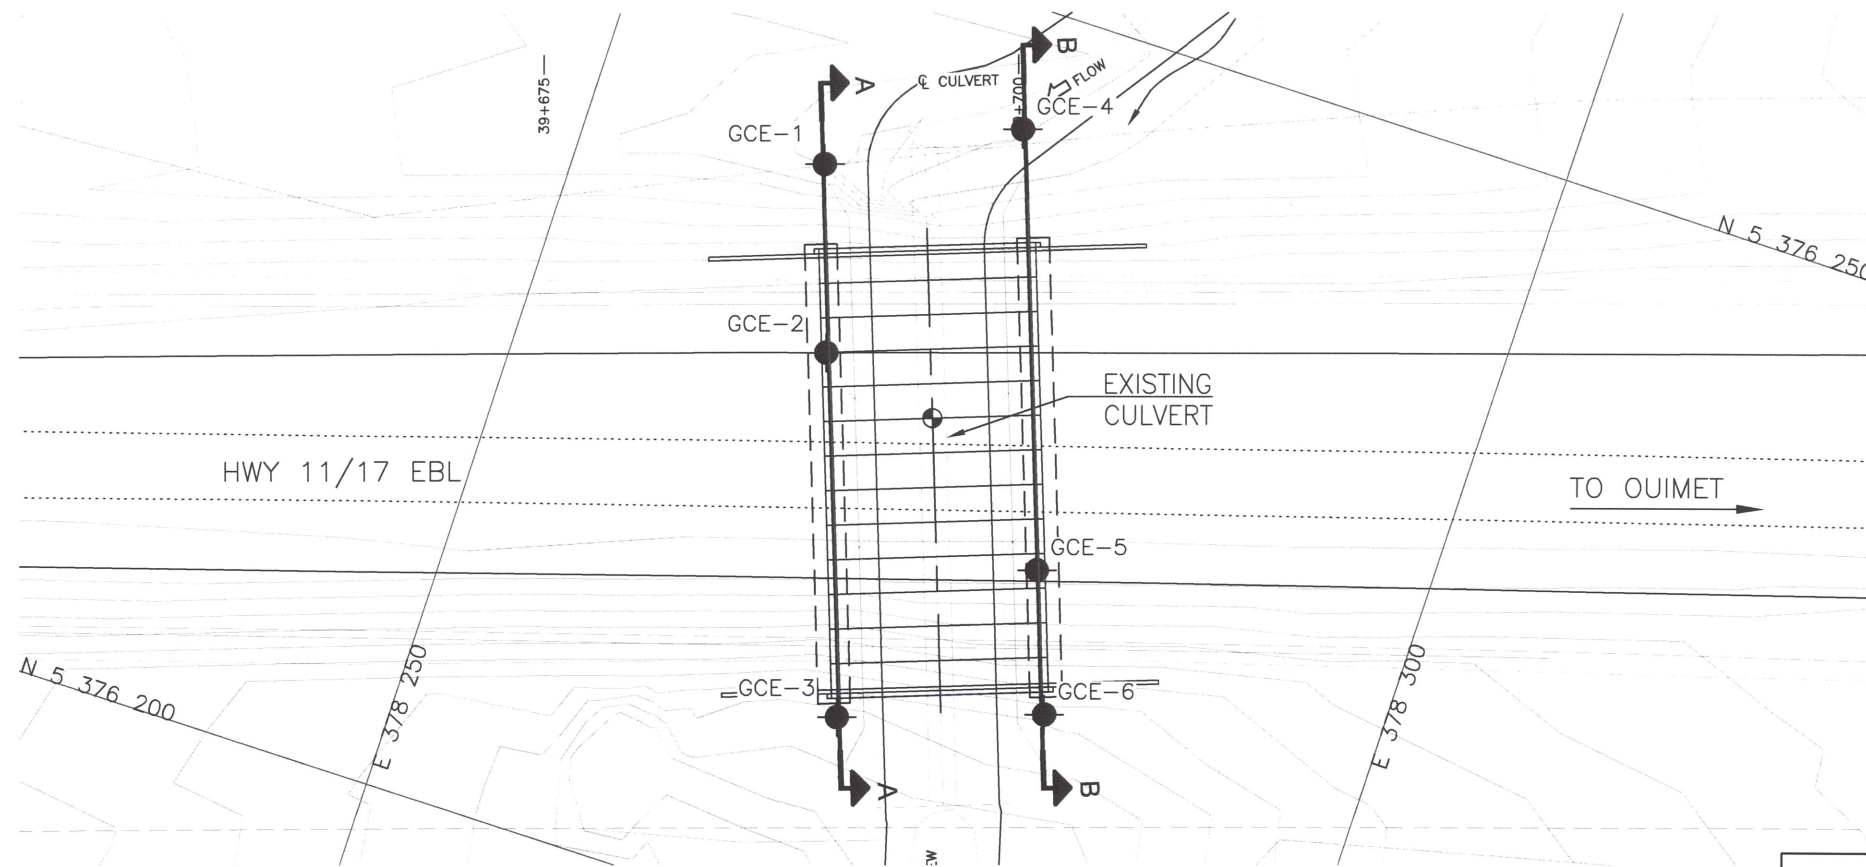 39+675
A
℄ CULVERT
B
+700
FLOW
GCE-4
GCE-1
N 5 376 250
GCE-2
EXISTING
CULVERT
HWY 11/17 EBL
TO OUIMET
GCE-5
N 5 376 200
E 378 250
GCE-3
GCE-6
E 378 300
A
B